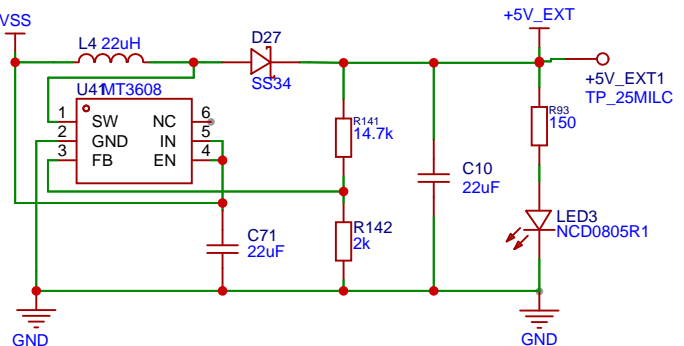 VSS
+5V_EXT
L4 22uH
D27
SS34
+5V_EXT1
TP_25MILC
U41MT3608
1 SW NC 6
2 GND IN 5
3 FB EN 4
R141
14.7k
R93
150
C10
22uF
LED3
NCD0805R1
C71
22uF
R142
2k
GND
GND